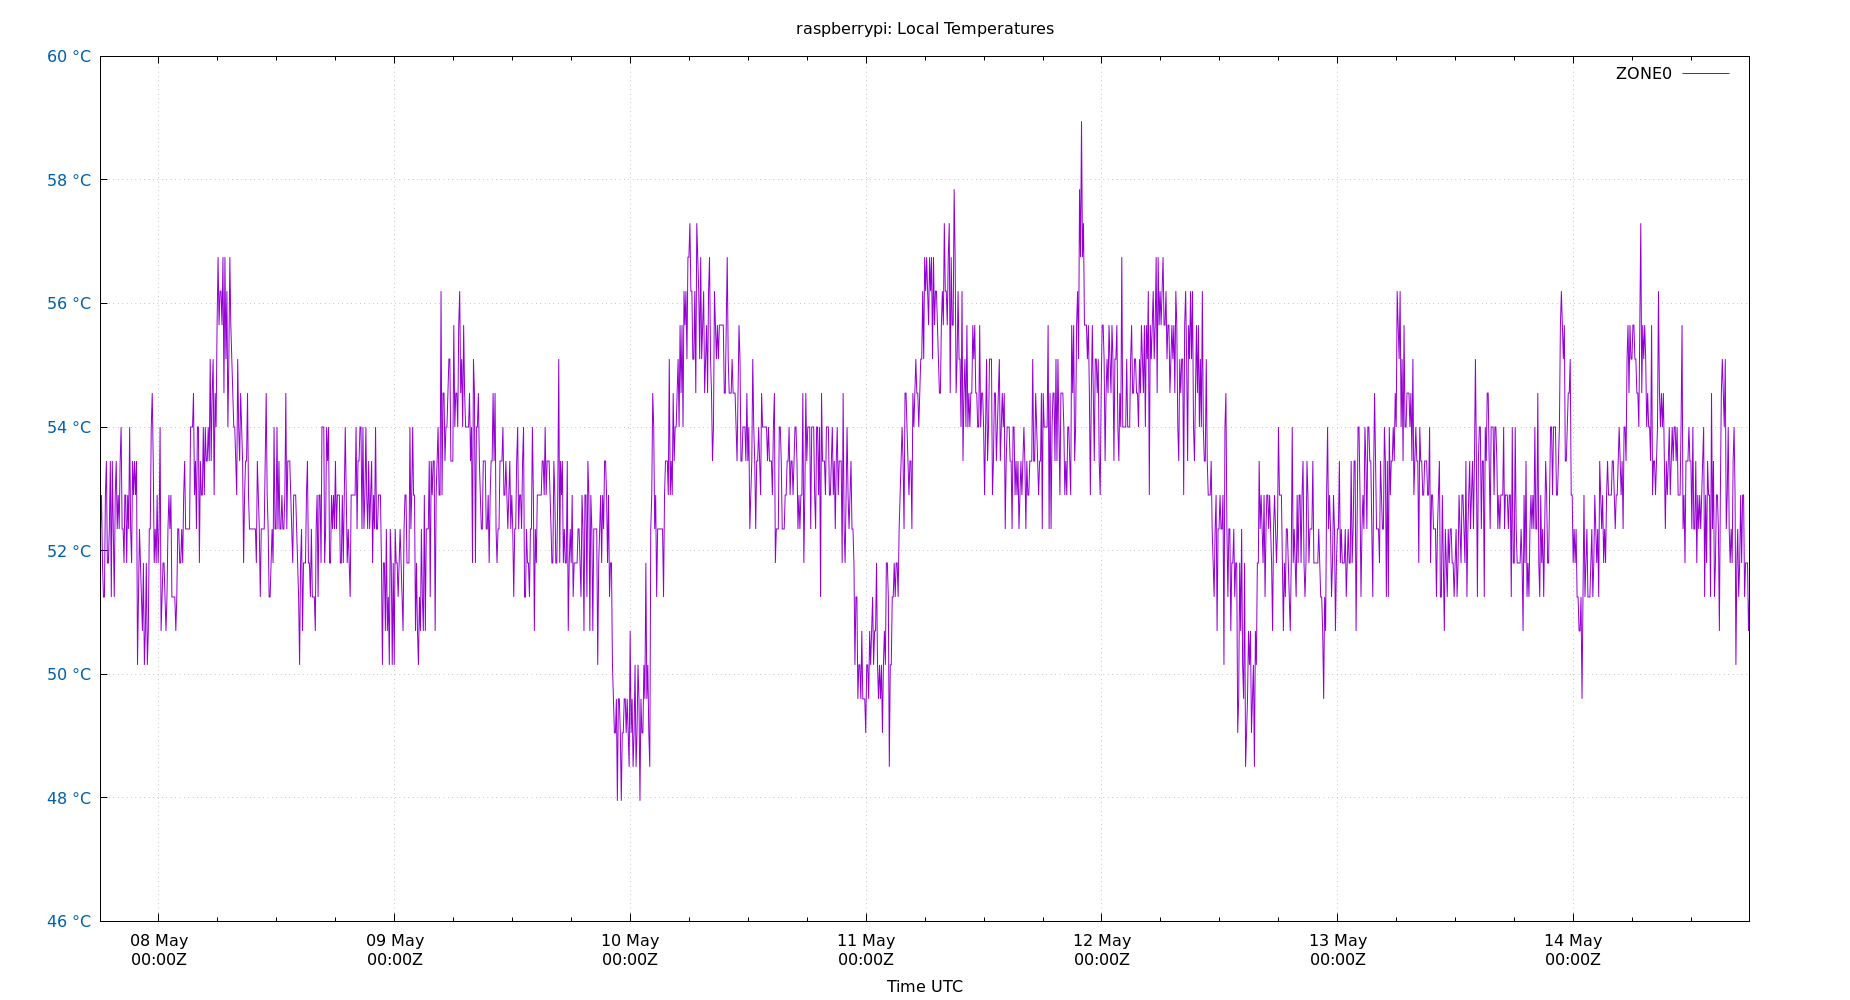 raspberrypi: Local Temperatures
ZONE0
60 °C
58 °C
56 °C
54 °C
52 °C
50 °C
48 °C
46 °C
08 May 09 May 10 May 11 May 12 May 13 May 14 May
00:00Z 00:00Z 00:00Z 00:00Z 00:00Z 00:00Z 00:00Z
Time UTC